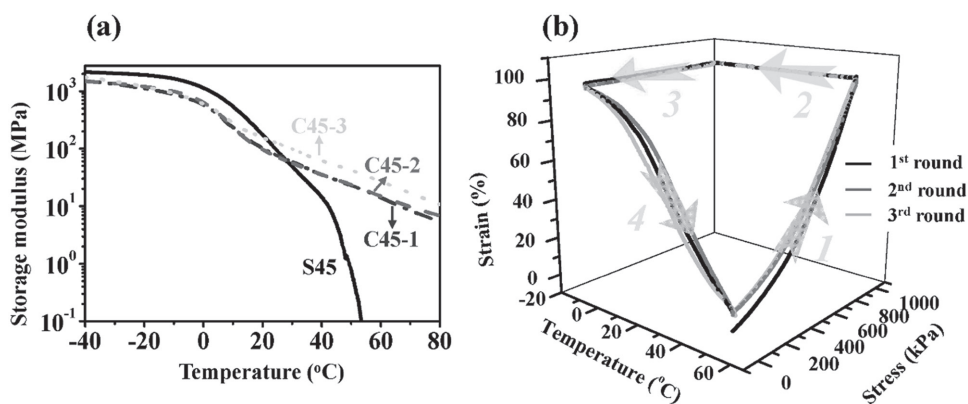 (a)
Storage modulus (MPa)
10³
10²
10¹
10⁰
10⁻¹
C45-3
C45-2
C45-1
S45
-40 -20 0 20 40 60 80
Temperature (°C)
(b)
Strain (%)
100
80
60
40
20
0
3
2
4
1
1st round
2nd round
3rd round
-20 0 20 40 60
Temperature (°C)
0 200 400 600 800 1000
Stress (kPa)